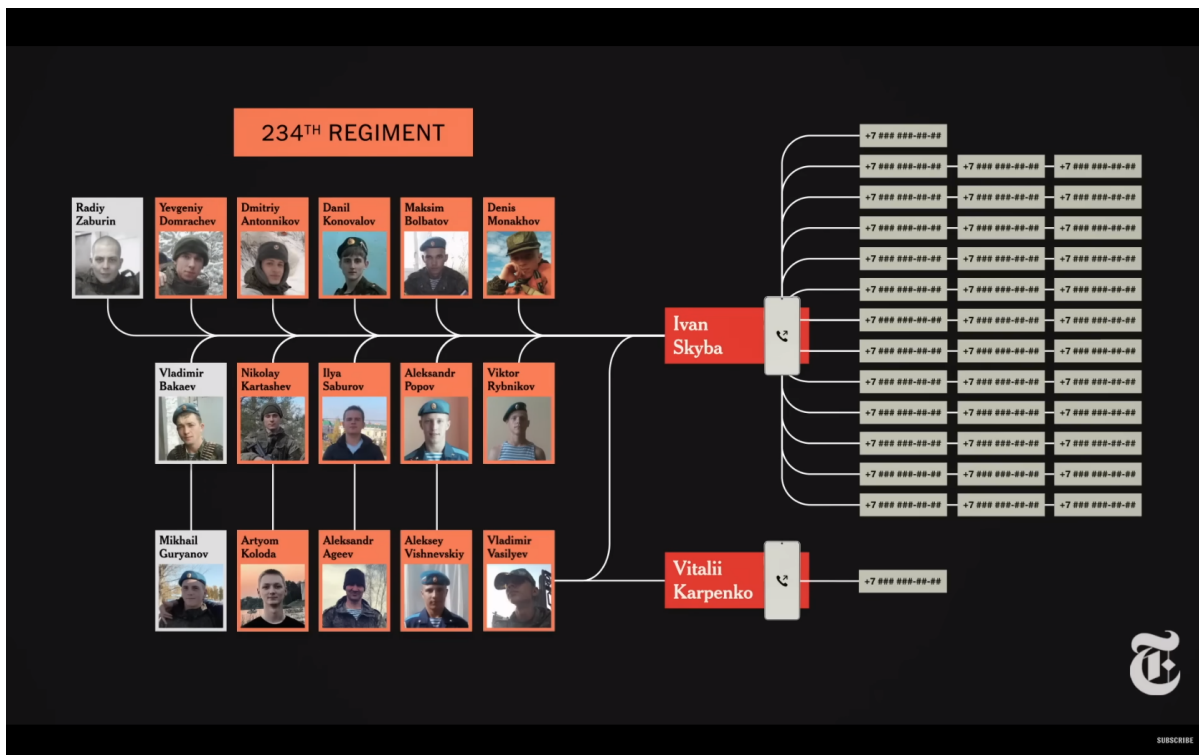 234TH REGIMENT
Radiy
Zaburin
Yevgeniy
Domrachev
Dmitriy
Antonnikov
Danil
Konovalov
Maksim
Bolbatov
Denis
Monakhov
Vladimir
Bakaev
Nikolay
Kartashev
Ilya
Saburov
Aleksandr
Popov
Viktor
Rybnikov
Mikhail
Guryanov
Artyom
Koloda
Aleksandr
Ageev
Aleksey
Vishnevskiy
Vladimir
Vasilyev
Ivan
Skyba
Vitalii
Karpenko
+7 ### ###-##-##
+7 ### ###-##-## +7 ### ###-##-## +7 ### ###-##-##
+7 ### ###-##-## +7 ### ###-##-## +7 ### ###-##-##
+7 ### ###-##-## +7 ### ###-##-## +7 ### ###-##-##
+7 ### ###-##-## +7 ### ###-##-## +7 ### ###-##-##
+7 ### ###-##-## +7 ### ###-##-## +7 ### ###-##-##
+7 ### ###-##-## +7 ### ###-##-## +7 ### ###-##-##
+7 ### ###-##-## +7 ### ###-##-## +7 ### ###-##-##
+7 ### ###-##-## +7 ### ###-##-## +7 ### ###-##-##
+7 ### ###-##-## +7 ### ###-##-## +7 ### ###-##-##
+7 ### ###-##-## +7 ### ###-##-## +7 ### ###-##-##
+7 ### ###-##-## +7 ### ###-##-## +7 ### ###-##-##
+7 ### ###-##-## +7 ### ###-##-## +7 ### ###-##-##
+7 ### ###-##-##
T
SUBSCRIBE